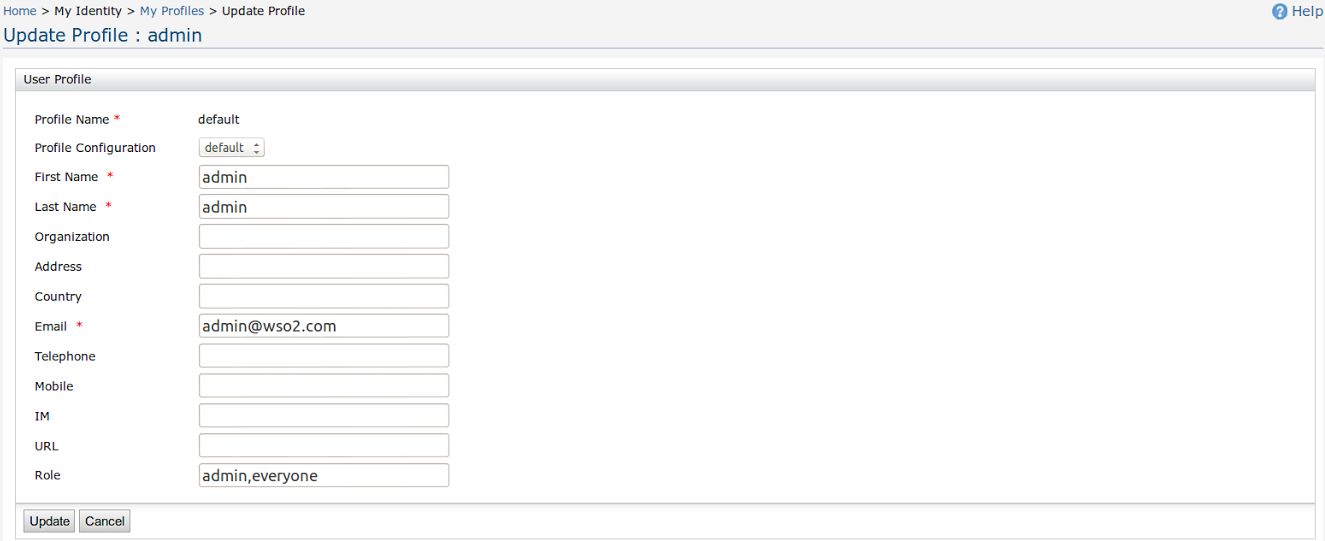 Home > My Identity > My Profiles > Update Profile
Help
Update Profile : admin
User Profile
Profile Name * default
Profile Configuration default
First Name * admin
Last Name * admin
Organization
Address
Country
Email * admin@wso2.com
Telephone
Mobile
IM
URL
Role admin,everyone
Update Cancel